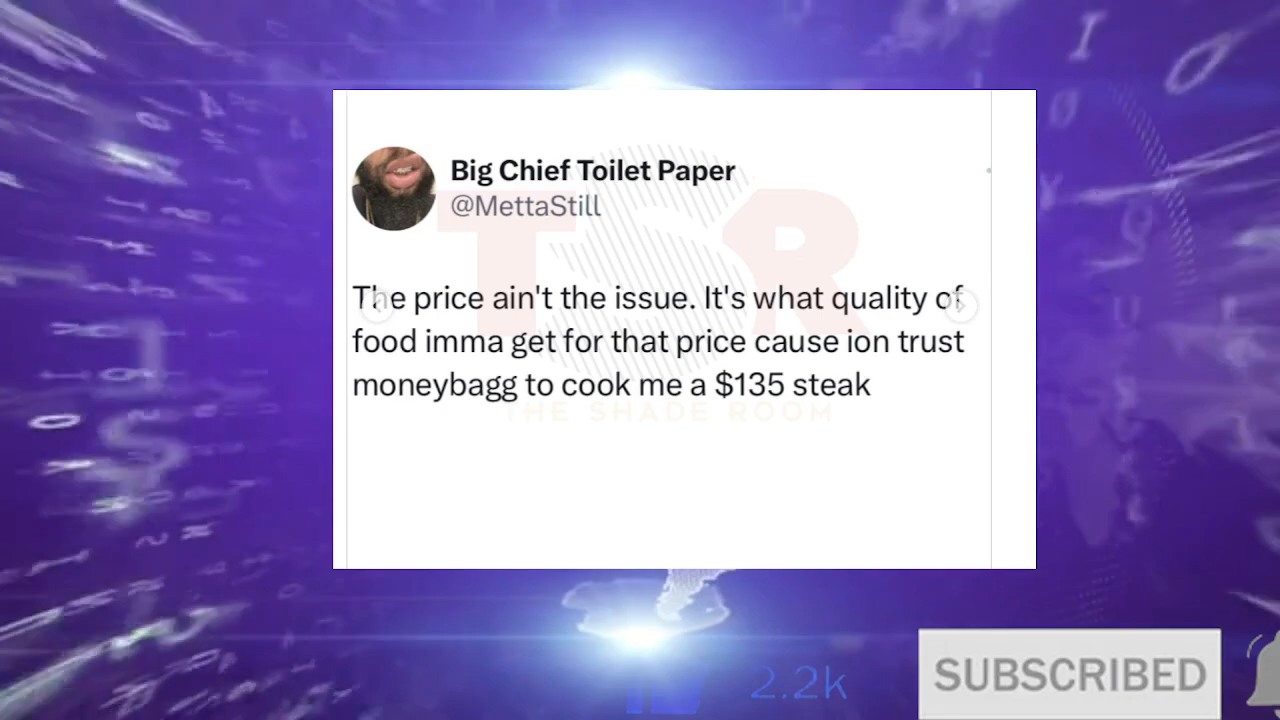 Big Chief Toilet Paper
@MettaStill
The price ain't the issue. It's what quality of
food imma get for that price cause ion trust
moneybagg to cook me a $135 steak
TSR
THE SHADE ROOM
2.2k
SUBSCRIBED